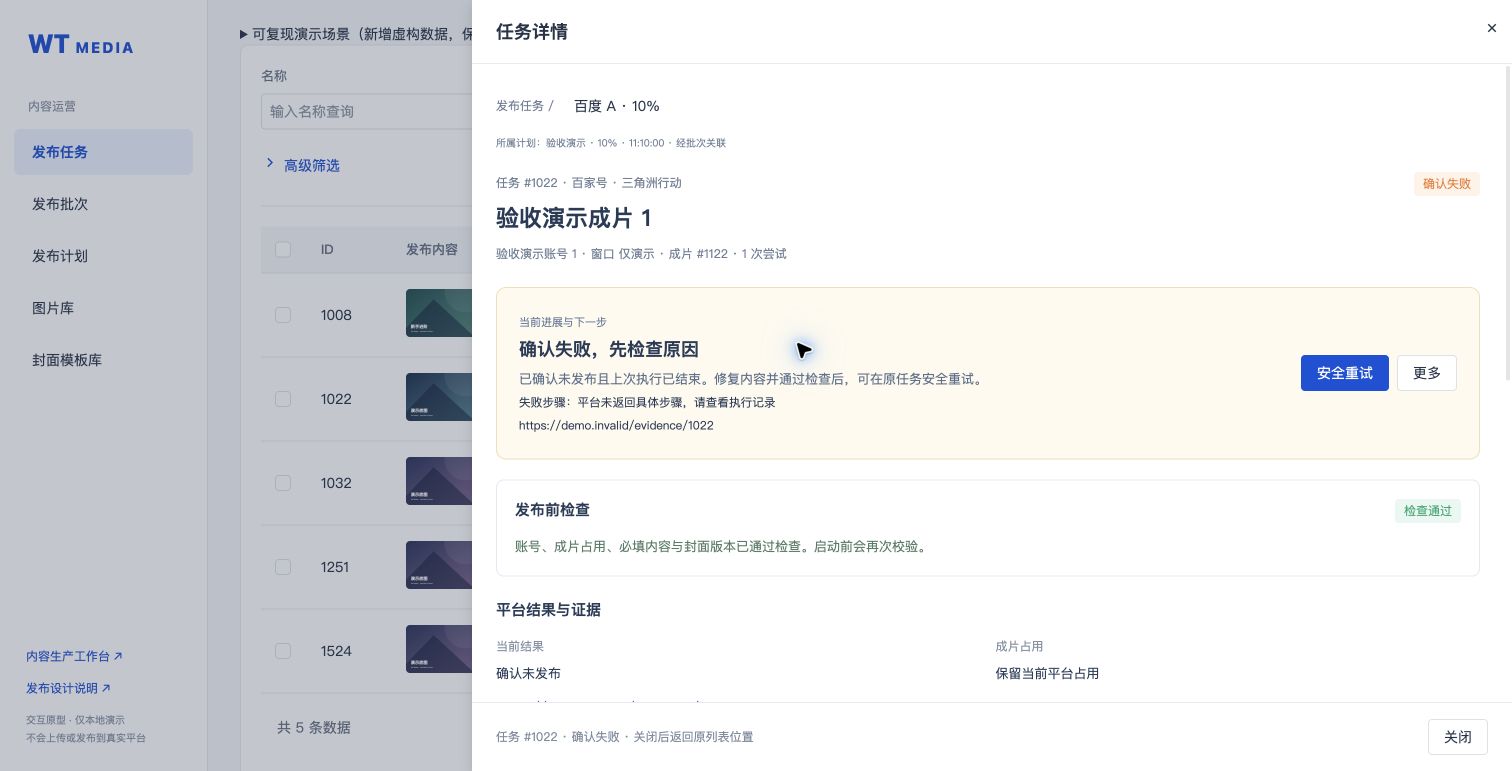 WT MEDIA
内容运营
发布任务
发布批次
发布计划
图片库
封面模板库
内容生产工作台 ↗
发布设计说明 ↗
交互原型 · 仅本地演示
不会上传或发布到真实平台
▶ 可复现演示场景（新增虚构数据，保
名称
输入名称查询
高级筛选
ID 发布内容
1008
1022
1032
1251
1524
共 5 条数据
任务详情 ×
发布任务 / 百度 A · 10%
所属计划：验收演示 · 10% · 11:10:00 · 经批次关联
任务 #1022 · 百家号 · 三角洲行动
确认失败
验收演示成片 1
验收演示账号 1 · 窗口 仅演示 · 成片 #1122 · 1 次尝试
当前进展与下一步
确认失败，先检查原因
已确认未发布且上次执行已结束。修复内容并通过检查后，可在原任务安全重试。
失败步骤：平台未返回具体步骤，请查看执行记录
https://demo.invalid/evidence/1022
安全重试 更多
发布前检查 检查通过
账号、成片占用、必填内容与封面版本已通过检查。启动前会再次校验。
平台结果与证据
当前结果 成片占用
确认未发布 保留当前平台占用
任务 #1022 · 确认失败 · 关闭后返回原列表位置
关闭